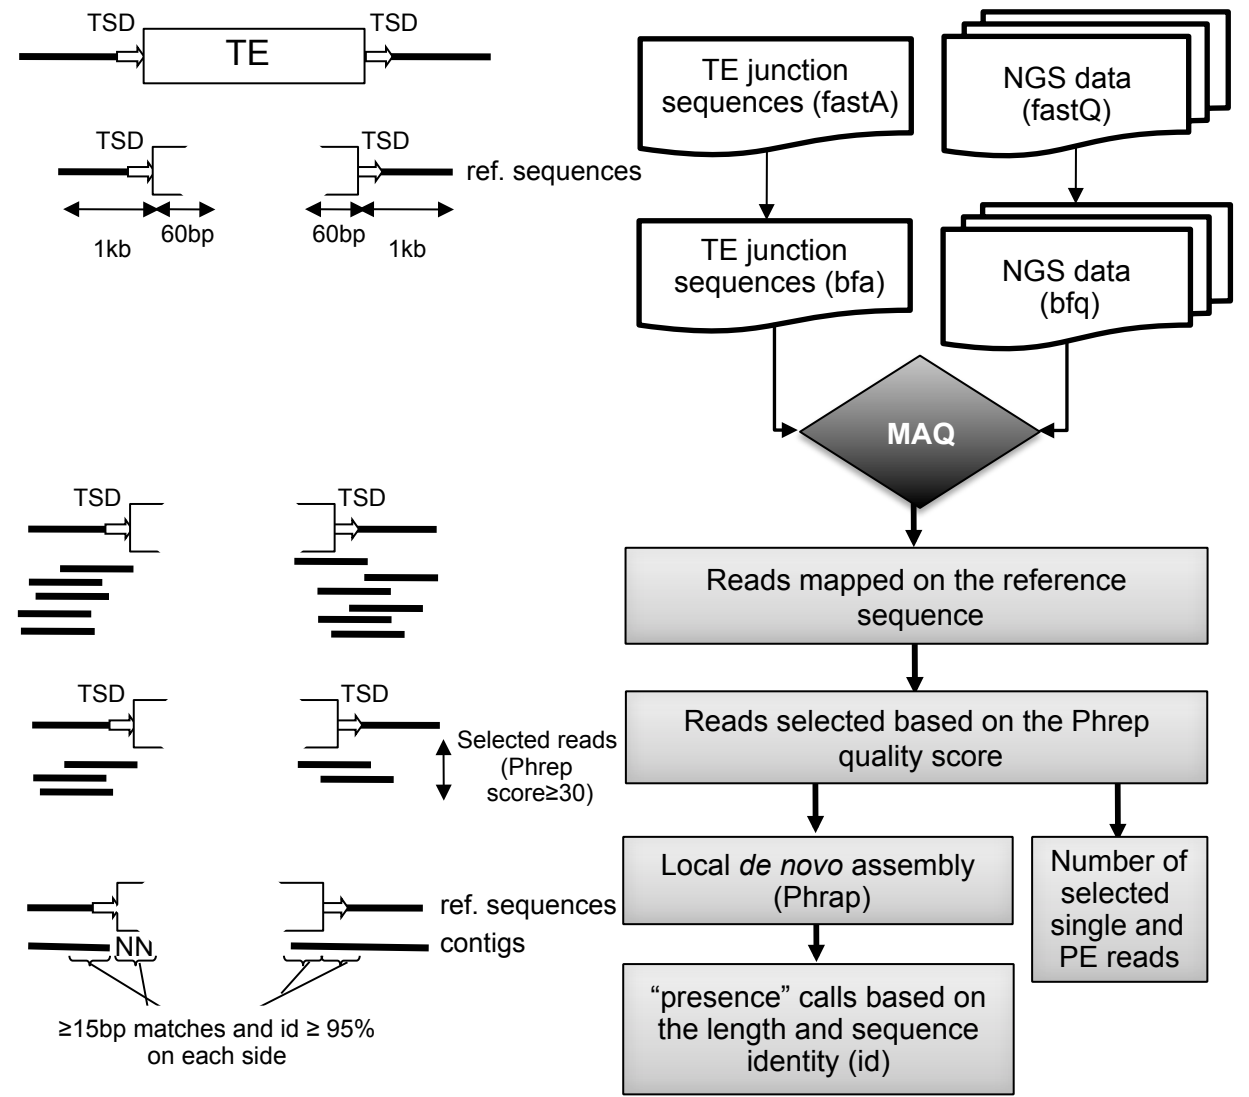 TSD
TSD
TE
TSD
TSD
ref. sequences
1kb
60bp
60bp
1kb
TE junction
sequences (fastA)
NGS data
(fastQ)
TE junction
sequences (bfa)
NGS data
(bfq)
MAQ
TSD
TSD
Reads mapped on the reference
sequence
TSD
TSD
Selected reads
(Phrep
score≥30)
Reads selected based on the Phrep
quality score
ref. sequences
NN
contigs
≥15bp matches and id ≥ 95%
on each side
Local de novo assembly
(Phrap)
Number of
selected
single and
PE reads
“presence” calls based on
the length and sequence
identity (id)